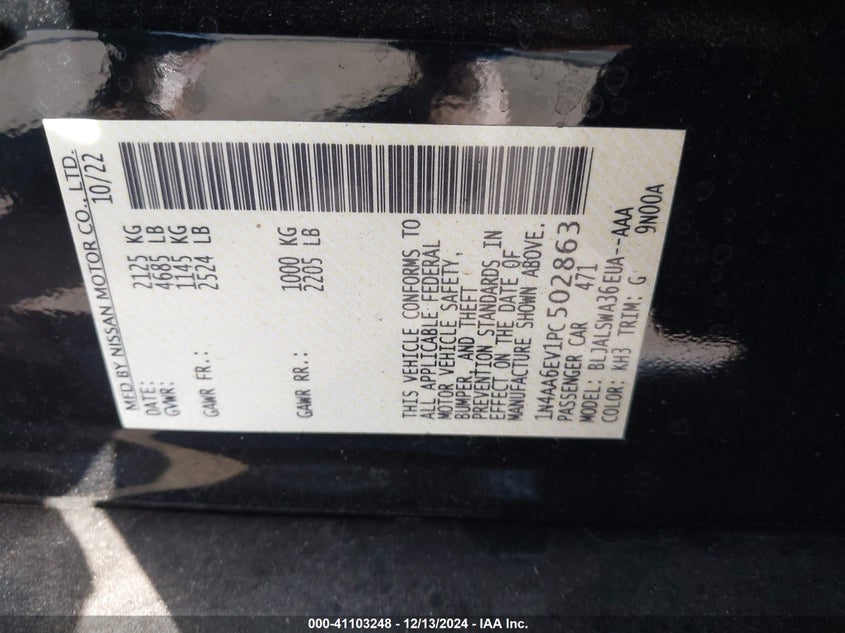 MFD BY NISSAN MOTOR CO., LTD.
DATE: 10/22
GVWR: 2125 KG
4685 LB
GAWR FR.: 1145 KG
2524 LB
GAWR RR.: 1000 KG
2205 LB
THIS VEHICLE CONFORMS TO
ALL APPLICABLE FEDERAL
MOTOR VEHICLE SAFETY,
BUMPER, AND THEFT
PREVENTION STANDARDS IN
EFFECT ON THE DATE OF
MANUFACTURE SHOWN ABOVE.
1N4AA6EV1PC502863
PASSENGER CAR 471
MODEL: BLJALSWA36EUA--AAA
COLOR: KH3 TRIM: G 9N00A
000-41103248 - 12/13/2024 - IAA Inc.